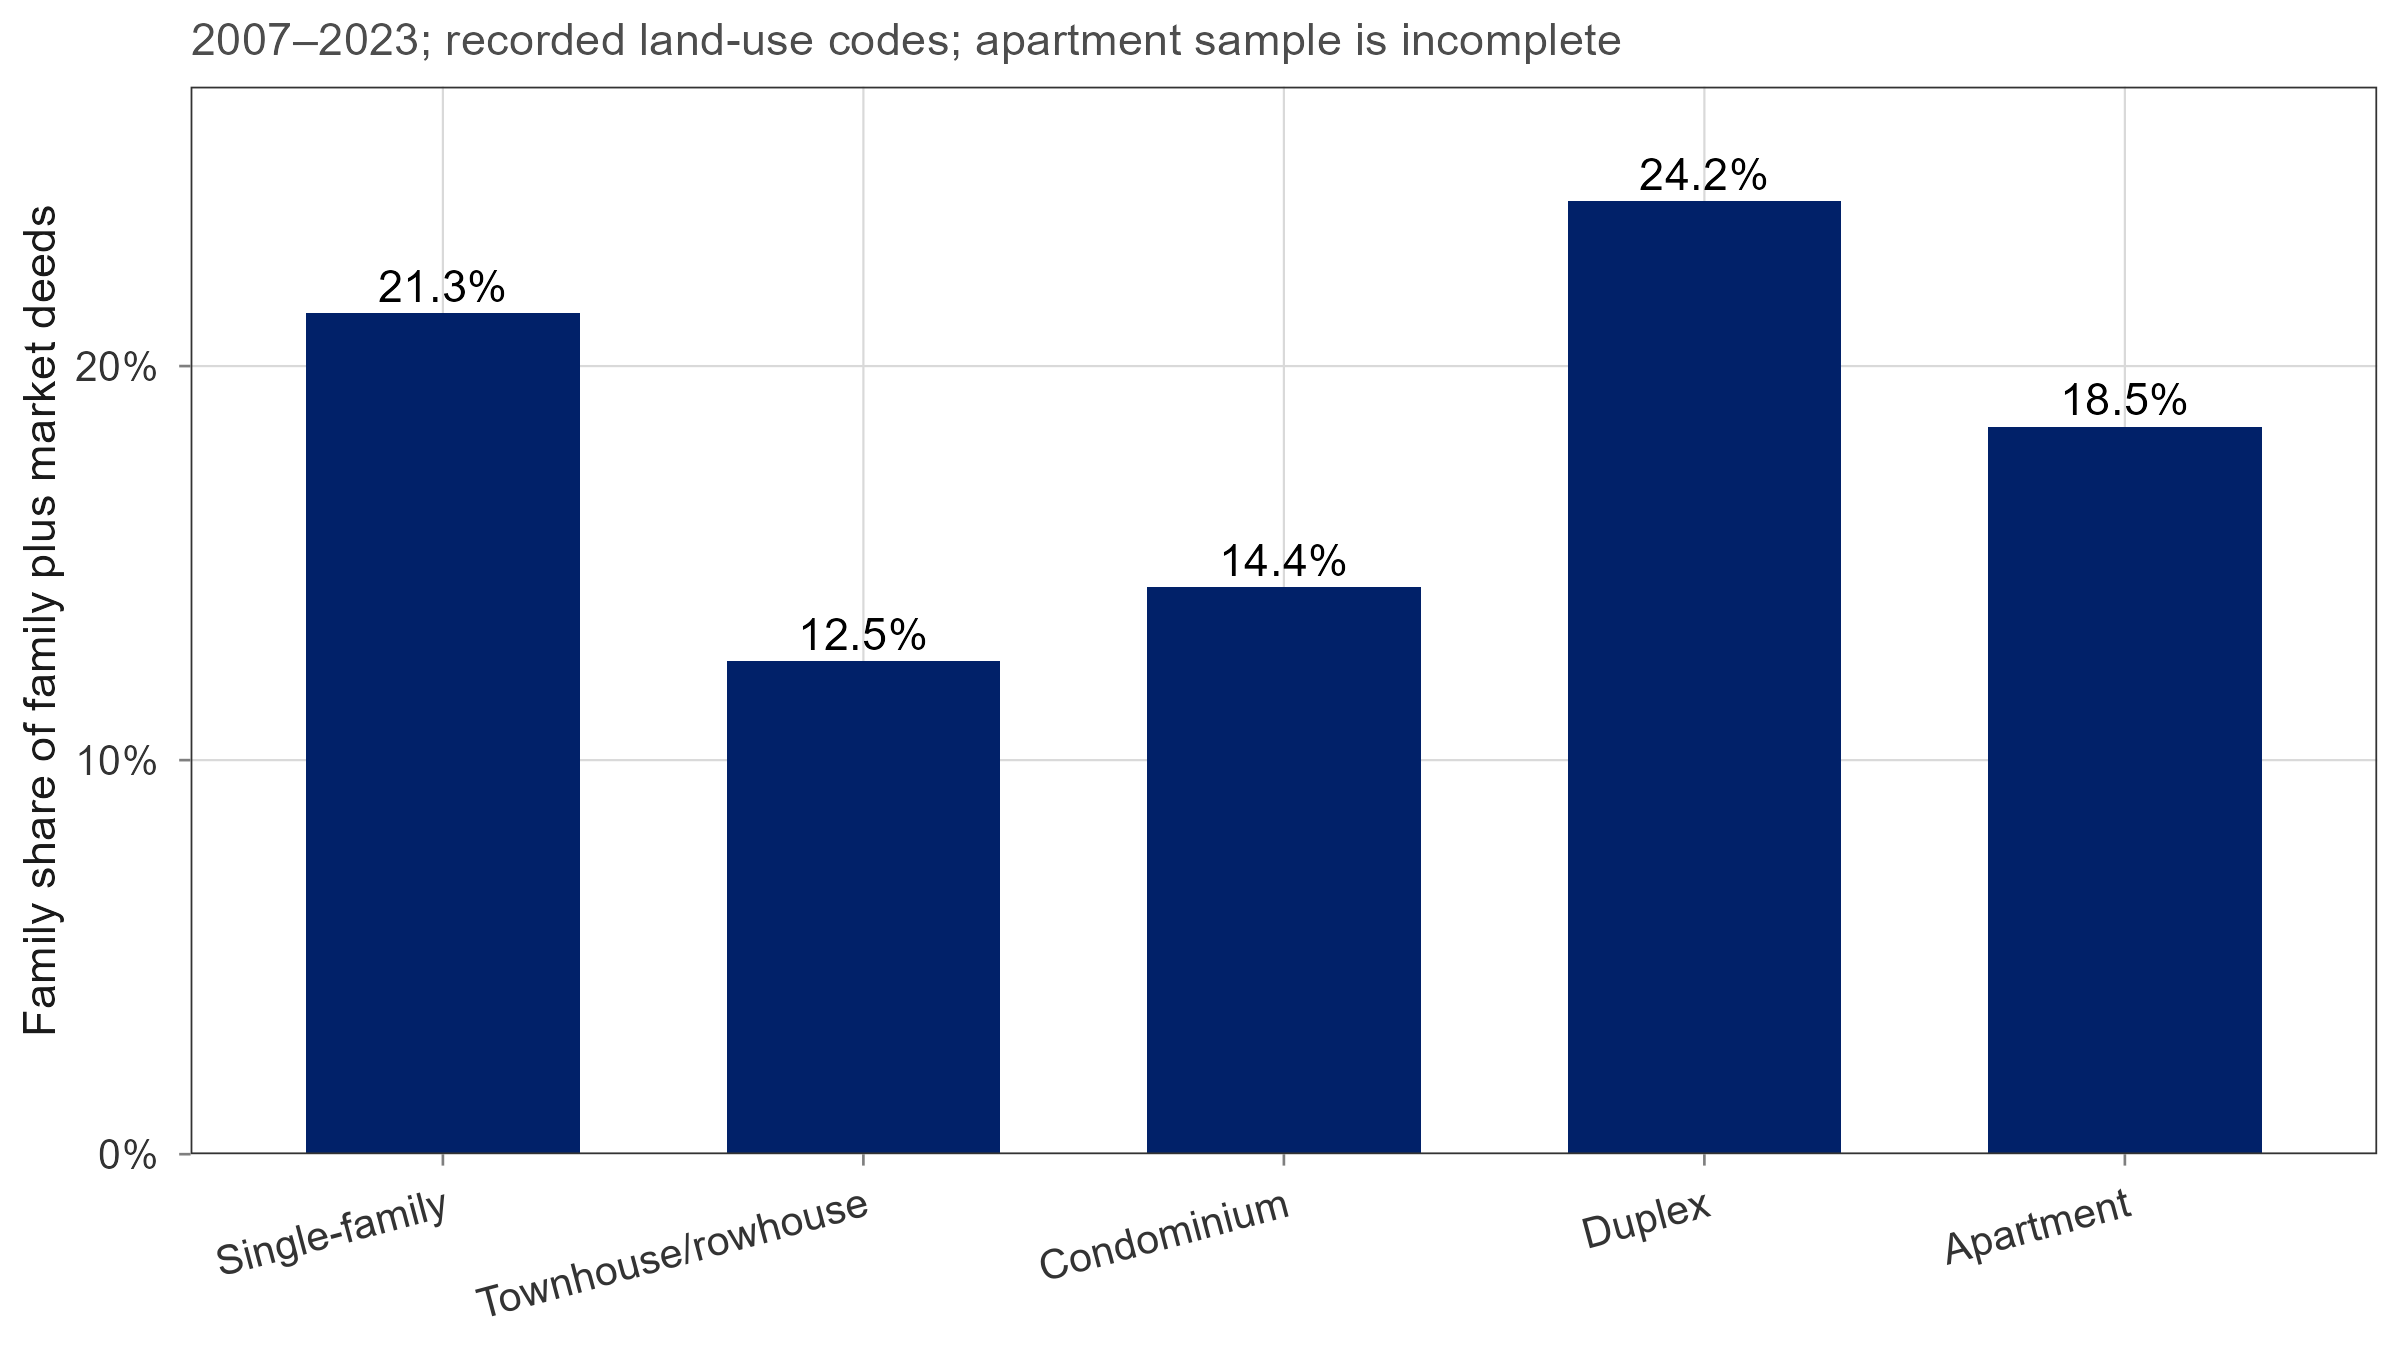 2007–2023; recorded land-use codes; apartment sample is incomplete
Family share of family plus market deeds
20%
10%
0%
21.3%
12.5%
14.4%
24.2%
18.5%
Single-family
Townhouse/rowhouse
Condominium
Duplex
Apartment